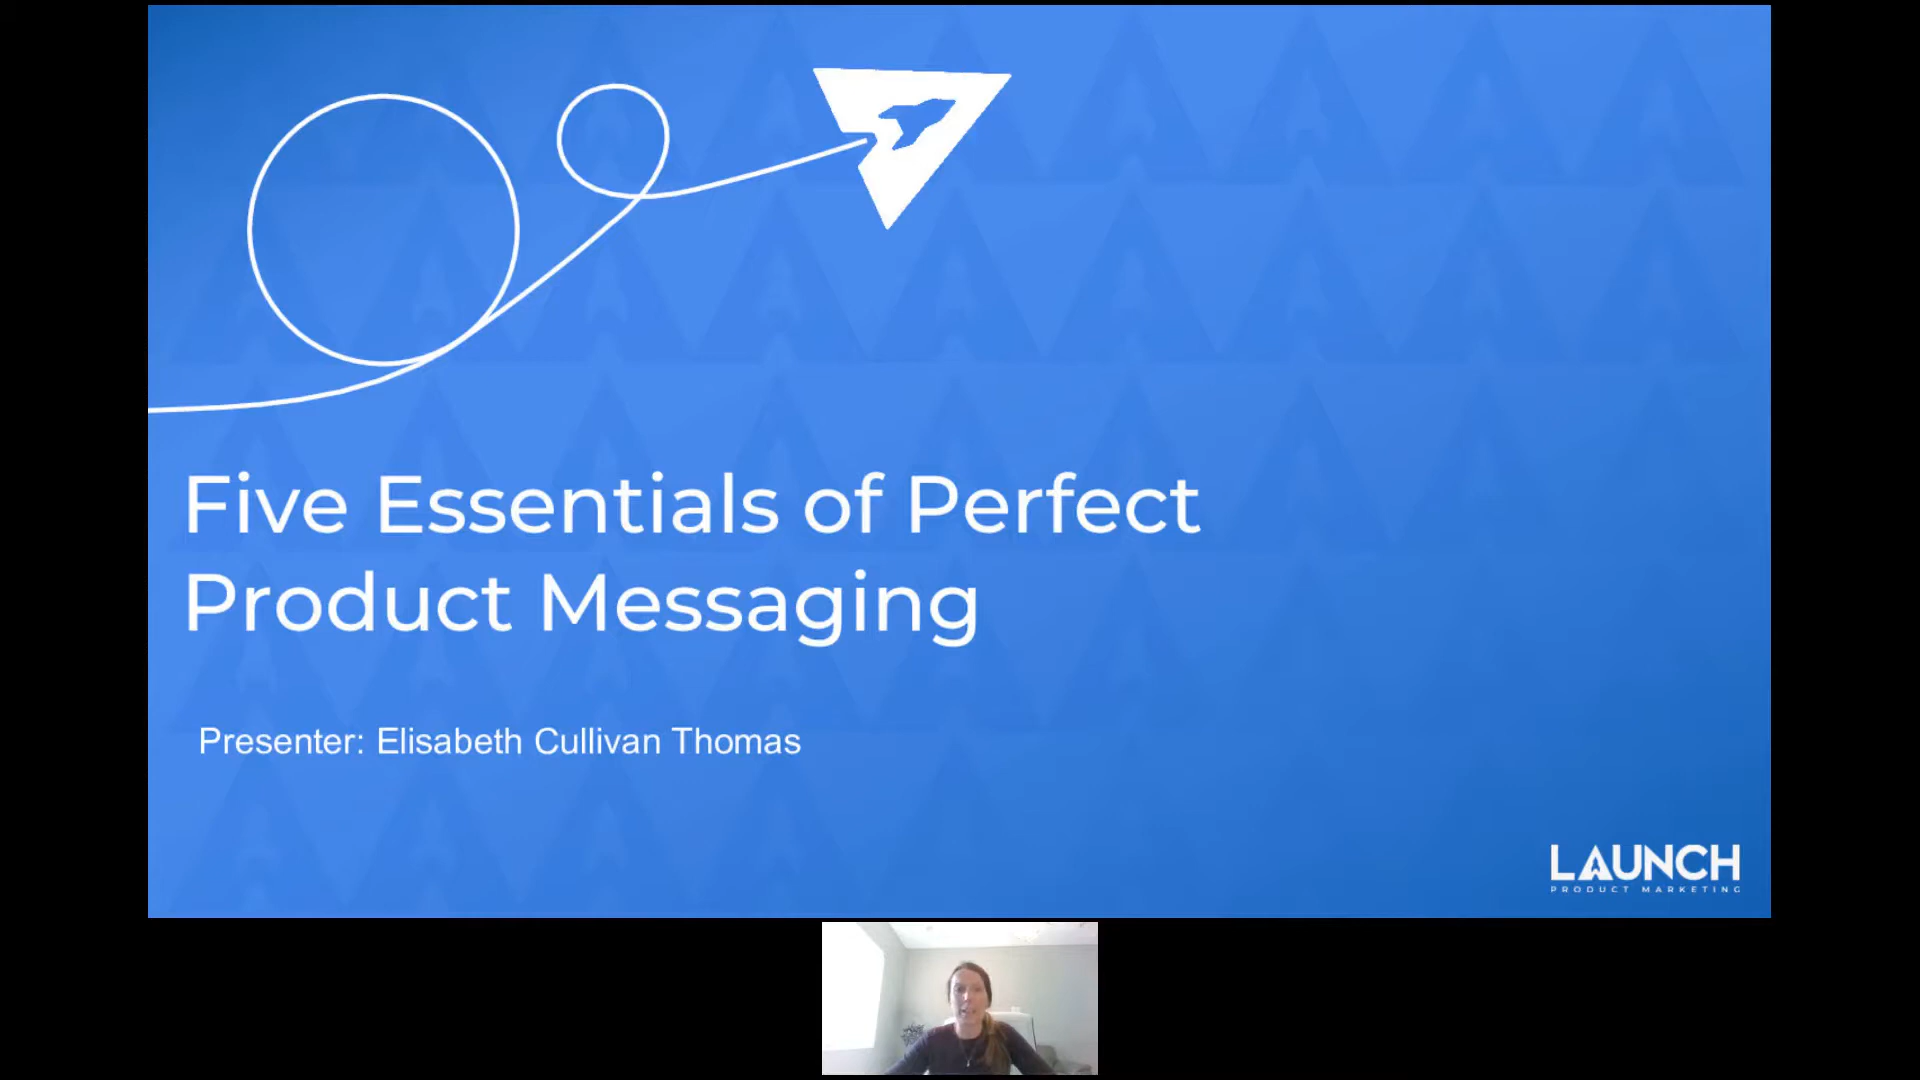 Five Essentials of Perfect
Product Messaging
Presenter: Elisabeth Cullivan Thomas
LAUNCH
PRODUCT MARKETING